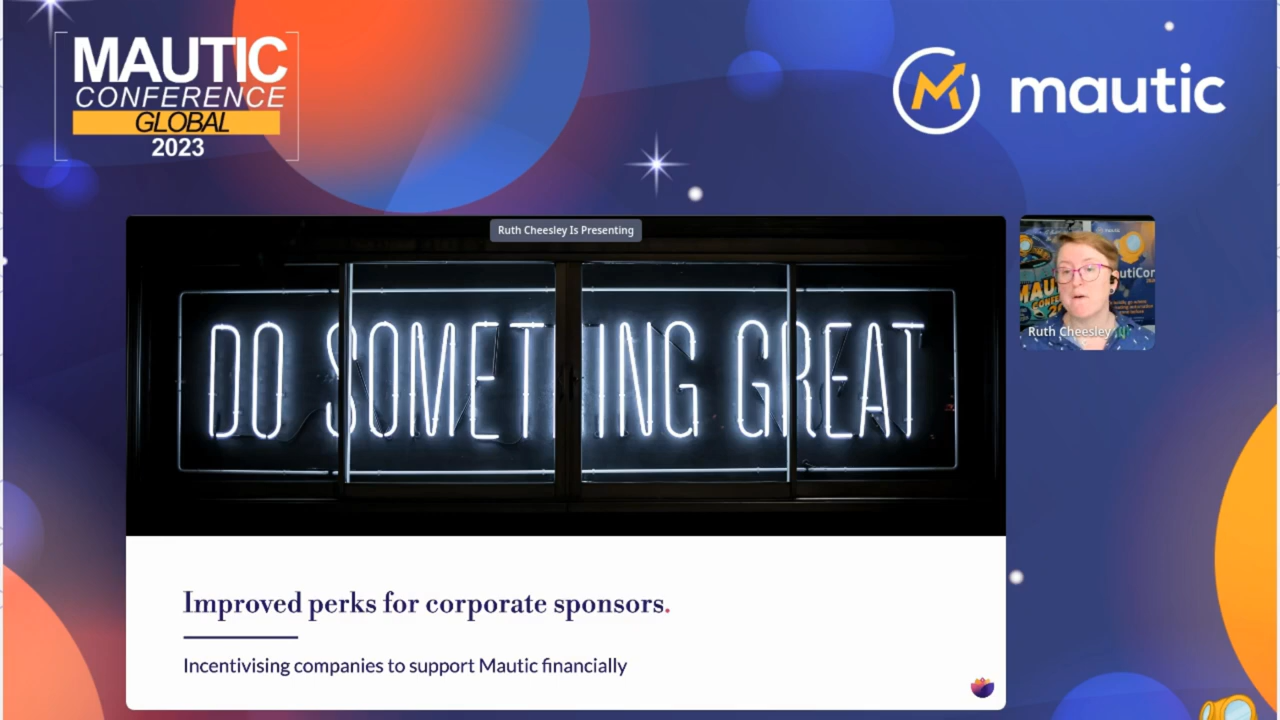 MAUTIC
CONFERENCE
GLOBAL
2023
mautic
Ruth Cheesley Is Presenting
DO SOMETHING GREAT
Ruth Cheesley
Improved perks for corporate sponsors.
Incentivising companies to support Mautic financially